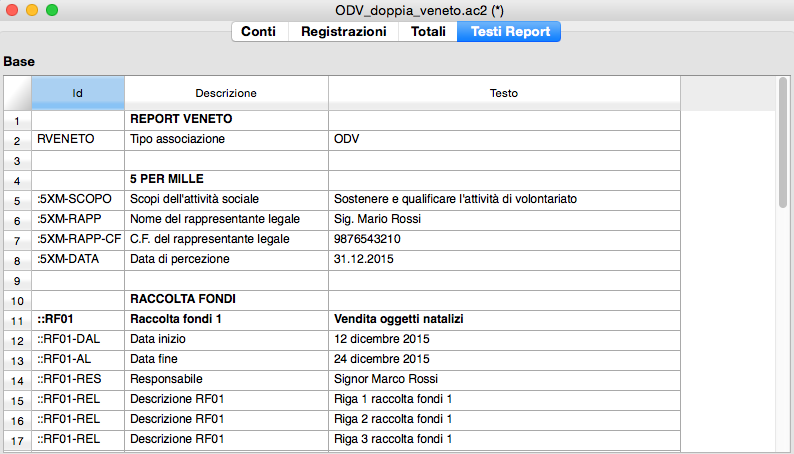 ODV_doppia_veneto.ac2 (*)
Conti Registrazioni Totali Testi Report
Base
Id Descrizione Testo
1 REPORT VENETO
2 RVENETO Tipo associazione ODV
3
4 5 PER MILLE
5 :5XM-SCOPO Scopi dell'attività sociale Sostenere e qualificare l'attività di volontariato
6 :5XM-RAPP Nome del rappresentante legale Sig. Mario Rossi
7 :5XM-RAPP-CF C.F. del rappresentante legale 9876543210
8 :5XM-DATA Data di percezione 31.12.2015
9
10 RACCOLTA FONDI
11 ::RF01 Raccolta fondi 1 Vendita oggetti natalizi
12 ::RF01-DAL Data inizio 12 dicembre 2015
13 ::RF01-AL Data fine 24 dicembre 2015
14 ::RF01-RES Responsabile Signor Marco Rossi
15 ::RF01-REL Descrizione RF01 Riga 1 raccolta fondi 1
16 ::RF01-REL Descrizione RF01 Riga 2 raccolta fondi 1
17 ::RF01-REL Descrizione RF01 Riga 3 raccolta fondi 1